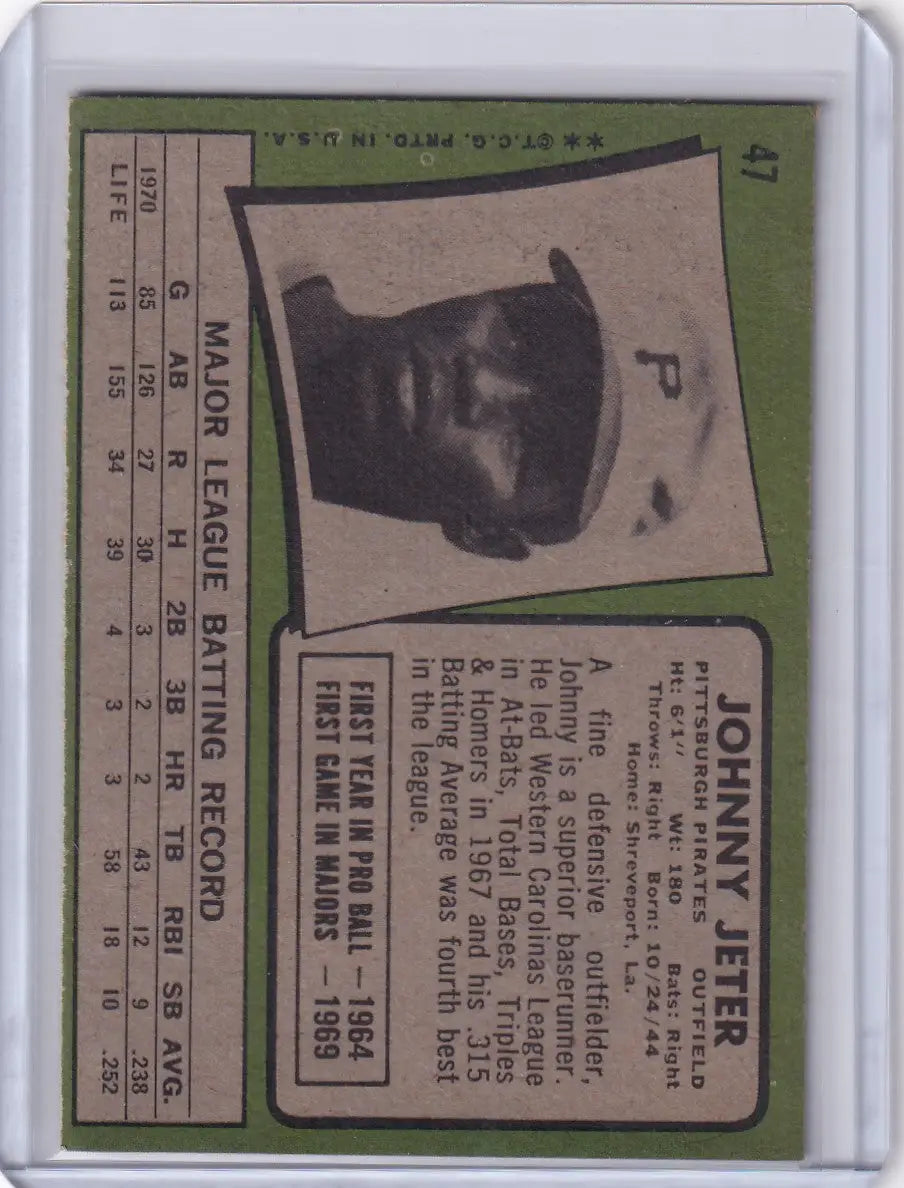 47
**©T.C.G. PRTD. IN U.S.A.
P
JOHNNY JETER
PITTSBURGH PIRATES OUTFIELD
Ht: 6'1" Wt: 180 Bats: Right
Throws: Right Born: 10/24/44
Home: Shreveport, La.
A fine defensive outfielder,
Johnny is a superior baserunner.
He led Western Carolinas League
in At-Bats, Total Bases, Triples
& Homers in 1967 and his .315
Batting Average was fourth best
in the league.
FIRST YEAR IN PRO BALL — 1964
FIRST GAME IN MAJORS — 1969
MAJOR LEAGUE BATTING RECORD
G AB R H 2B 3B HR TB RBI SB AVG.
1970 85 126 27 30 3 2 2 43 12 9 .238
LIFE 113 155 34 39 4 3 3 58 18 10 .252